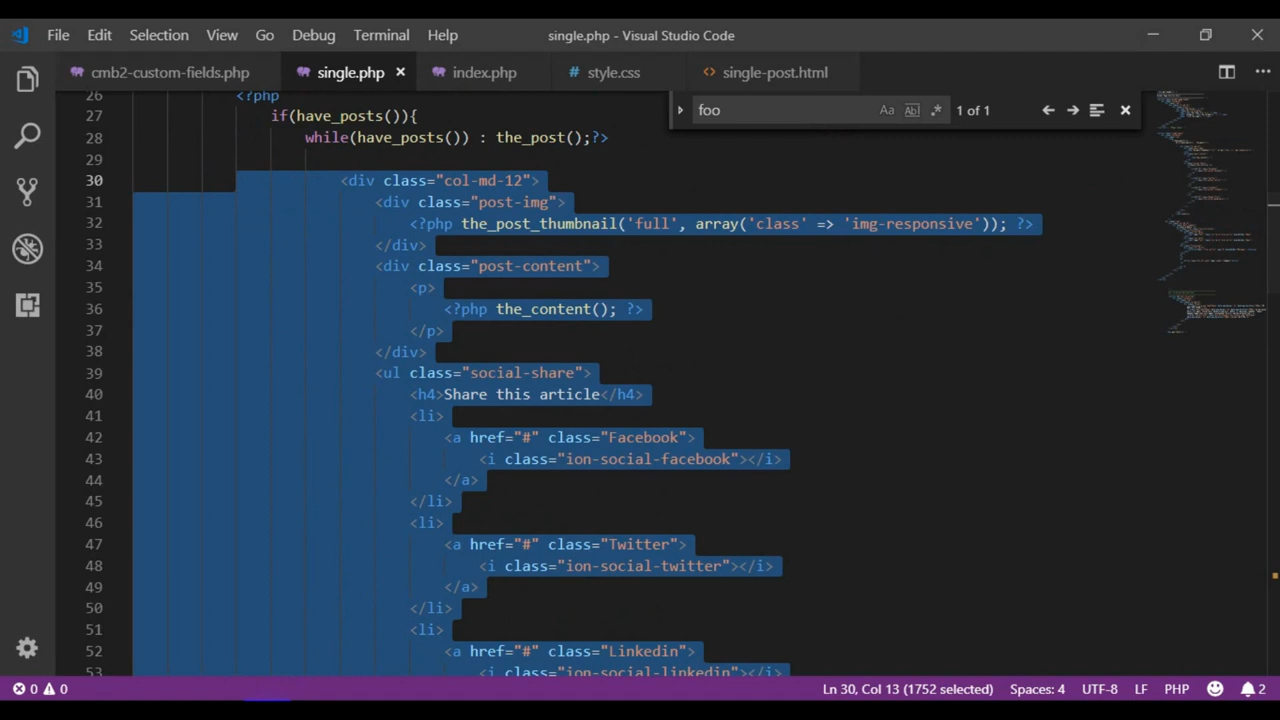 File Edit Selection View Go Debug Terminal Help single.php - Visual Studio Code
cmb2-custom-fields.php single.php index.php style.css single-post.html
foo Aa Abl .* 1 of 1
26 <?php
27 if(have_posts()){
28 while(have_posts()) : the_post();?>
29
30 <div class="col-md-12">
31 <div class="post-img">
32 <?php the_post_thumbnail('full', array('class' => 'img-responsive')); ?>
33 </div>
34 <div class="post-content">
35 <p>
36 <?php the_content(); ?>
37 </p>
38 </div>
39 <ul class="social-share">
40 <h4>Share this article</h4>
41 <li>
42 <a href="#" class="Facebook">
43 <i class="ion-social-facebook"></i>
44 </a>
45 </li>
46 <li>
47 <a href="#" class="Twitter">
48 <i class="ion-social-twitter"></i>
49 </a>
50 </li>
51 <li>
52 <a href="#" class="Linkedin">
53 <i class="ion-social-linkedin"></i>
0 0 Ln 30, Col 13 (1752 selected) Spaces: 4 UTF-8 LF PHP 2